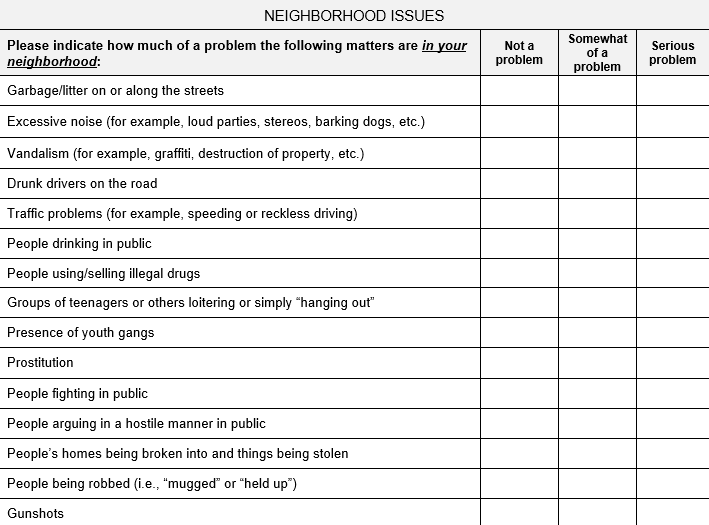 NEIGHBORHOOD ISSUES
Please indicate how much of a problem the following matters are in your
neighborhood:
Not a
problem
Somewhat
of a
problem
Serious
problem
Garbage/litter on or along the streets
Excessive noise (for example, loud parties, stereos, barking dogs, etc.)
Vandalism (for example, graffiti, destruction of property, etc.)
Drunk drivers on the road
Traffic problems (for example, speeding or reckless driving)
People drinking in public
People using/selling illegal drugs
Groups of teenagers or others loitering or simply “hanging out”
Presence of youth gangs
Prostitution
People fighting in public
People arguing in a hostile manner in public
People’s homes being broken into and things being stolen
People being robbed (i.e., “mugged” or “held up”)
Gunshots